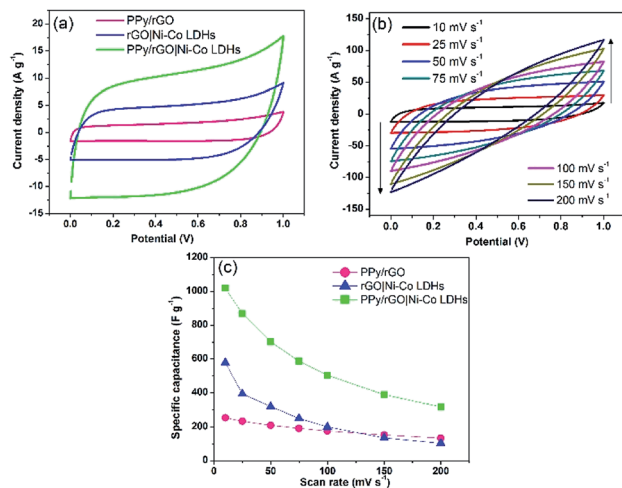 (a)
PPy/rGO
rGO|Ni-Co LDHs
PPy/rGO|Ni-Co LDHs
Current density (A g⁻¹)
25
20
15
10
5
0
-5
-10
-15
0.0 0.2 0.4 0.6 0.8 1.0
Potential (V)
(b)
10 mV s⁻¹
25 mV s⁻¹
50 mV s⁻¹
75 mV s⁻¹
100 mV s⁻¹
150 mV s⁻¹
200 mV s⁻¹
Current density (A g⁻¹)
150
100
50
0
-50
-100
-150
0.0 0.2 0.4 0.6 0.8 1.0
Potential (V)
(c)
PPy/rGO
rGO|Ni-Co LDHs
PPy/rGO|Ni-Co LDHs
Specific capacitance (F g⁻¹)
1200
1000
800
600
400
200
0
0 50 100 150 200
Scan rate (mV s⁻¹)